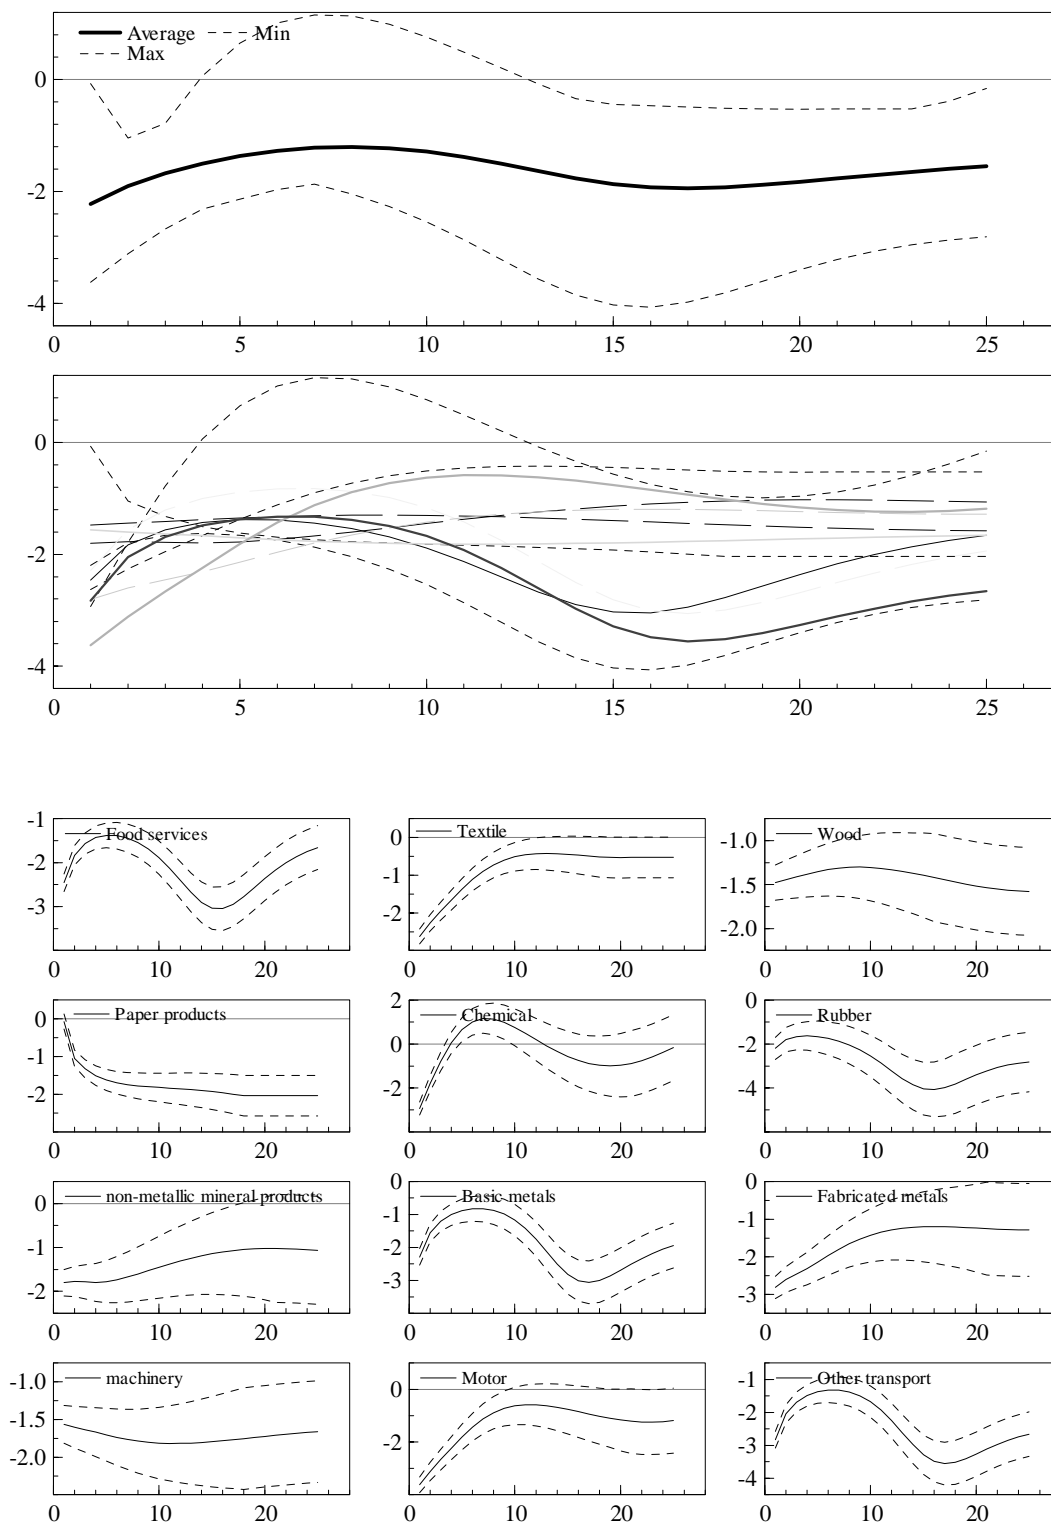 Average Min
Max
0
-2
-4
0 5 10 15 20 25
0
-2
-4
0 5 10 15 20 25
Food services
-1
-2
-3
0 10 20
Textile
0
-1
-2
0 10 20
Wood
-1.0
-1.5
-2.0
0 10 20
Paper products
0
-1
-2
0 10 20
Chemical
2
0
-2
0 10 20
Rubber
0
-2
-4
0 10 20
non-metallic mineral products
0
-1
-2
0 10 20
Basic metals
0
-1
-2
-3
0 10 20
Fabricated metals
0
-1
-2
-3
0 10 20
machinery
-1.0
-1.5
-2.0
0 10 20
Motor
0
-2
0 10 20
Other transport
-1
-2
-3
-4
0 10 20